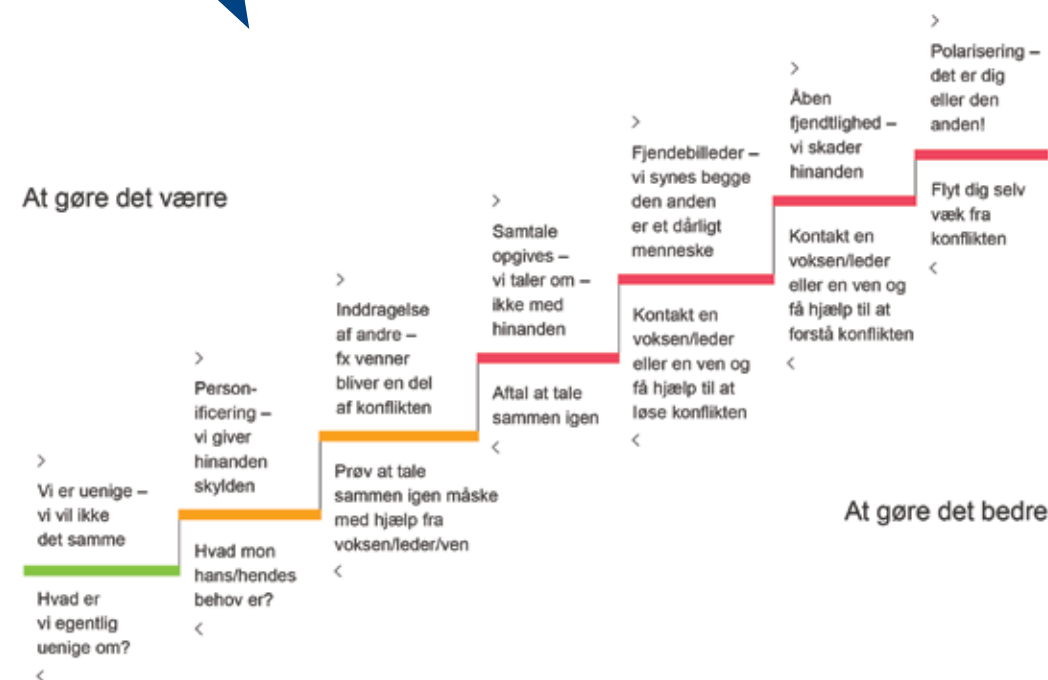 At gøre det værre
>
Vi er uenige –
vi vil ikke
det samme
Hvad er
vi egentlig
uenige om?
<
>
Person-
ificering –
vi giver
hinanden
skylden
Hvad mon
hans/hendes
behov er?
<
>
Inddragelse
af andre –
fx venner
bliver en del
af konflikten
Prøv at tale
sammen igen måske
med hjælp fra
voksen/leder/ven
<
>
Samtale
opgives –
vi taler om –
ikke med
hinanden
Aftal at tale
sammen igen
<
>
Fjendebilleder –
vi synes begge
den anden
er et dårligt
menneske
Kontakt en
voksen/leder
eller en ven og
få hjælp til at
løse konflikten
<
>
Åben
fjendtlighed –
vi skader
hinanden
Kontakt en
voksen/leder
eller en ven og
få hjælp til at
forstå konflikten
<
>
Polarisering –
det er dig
eller den
anden!
Flyt dig selv
væk fra
konflikten
<
At gøre det bedre